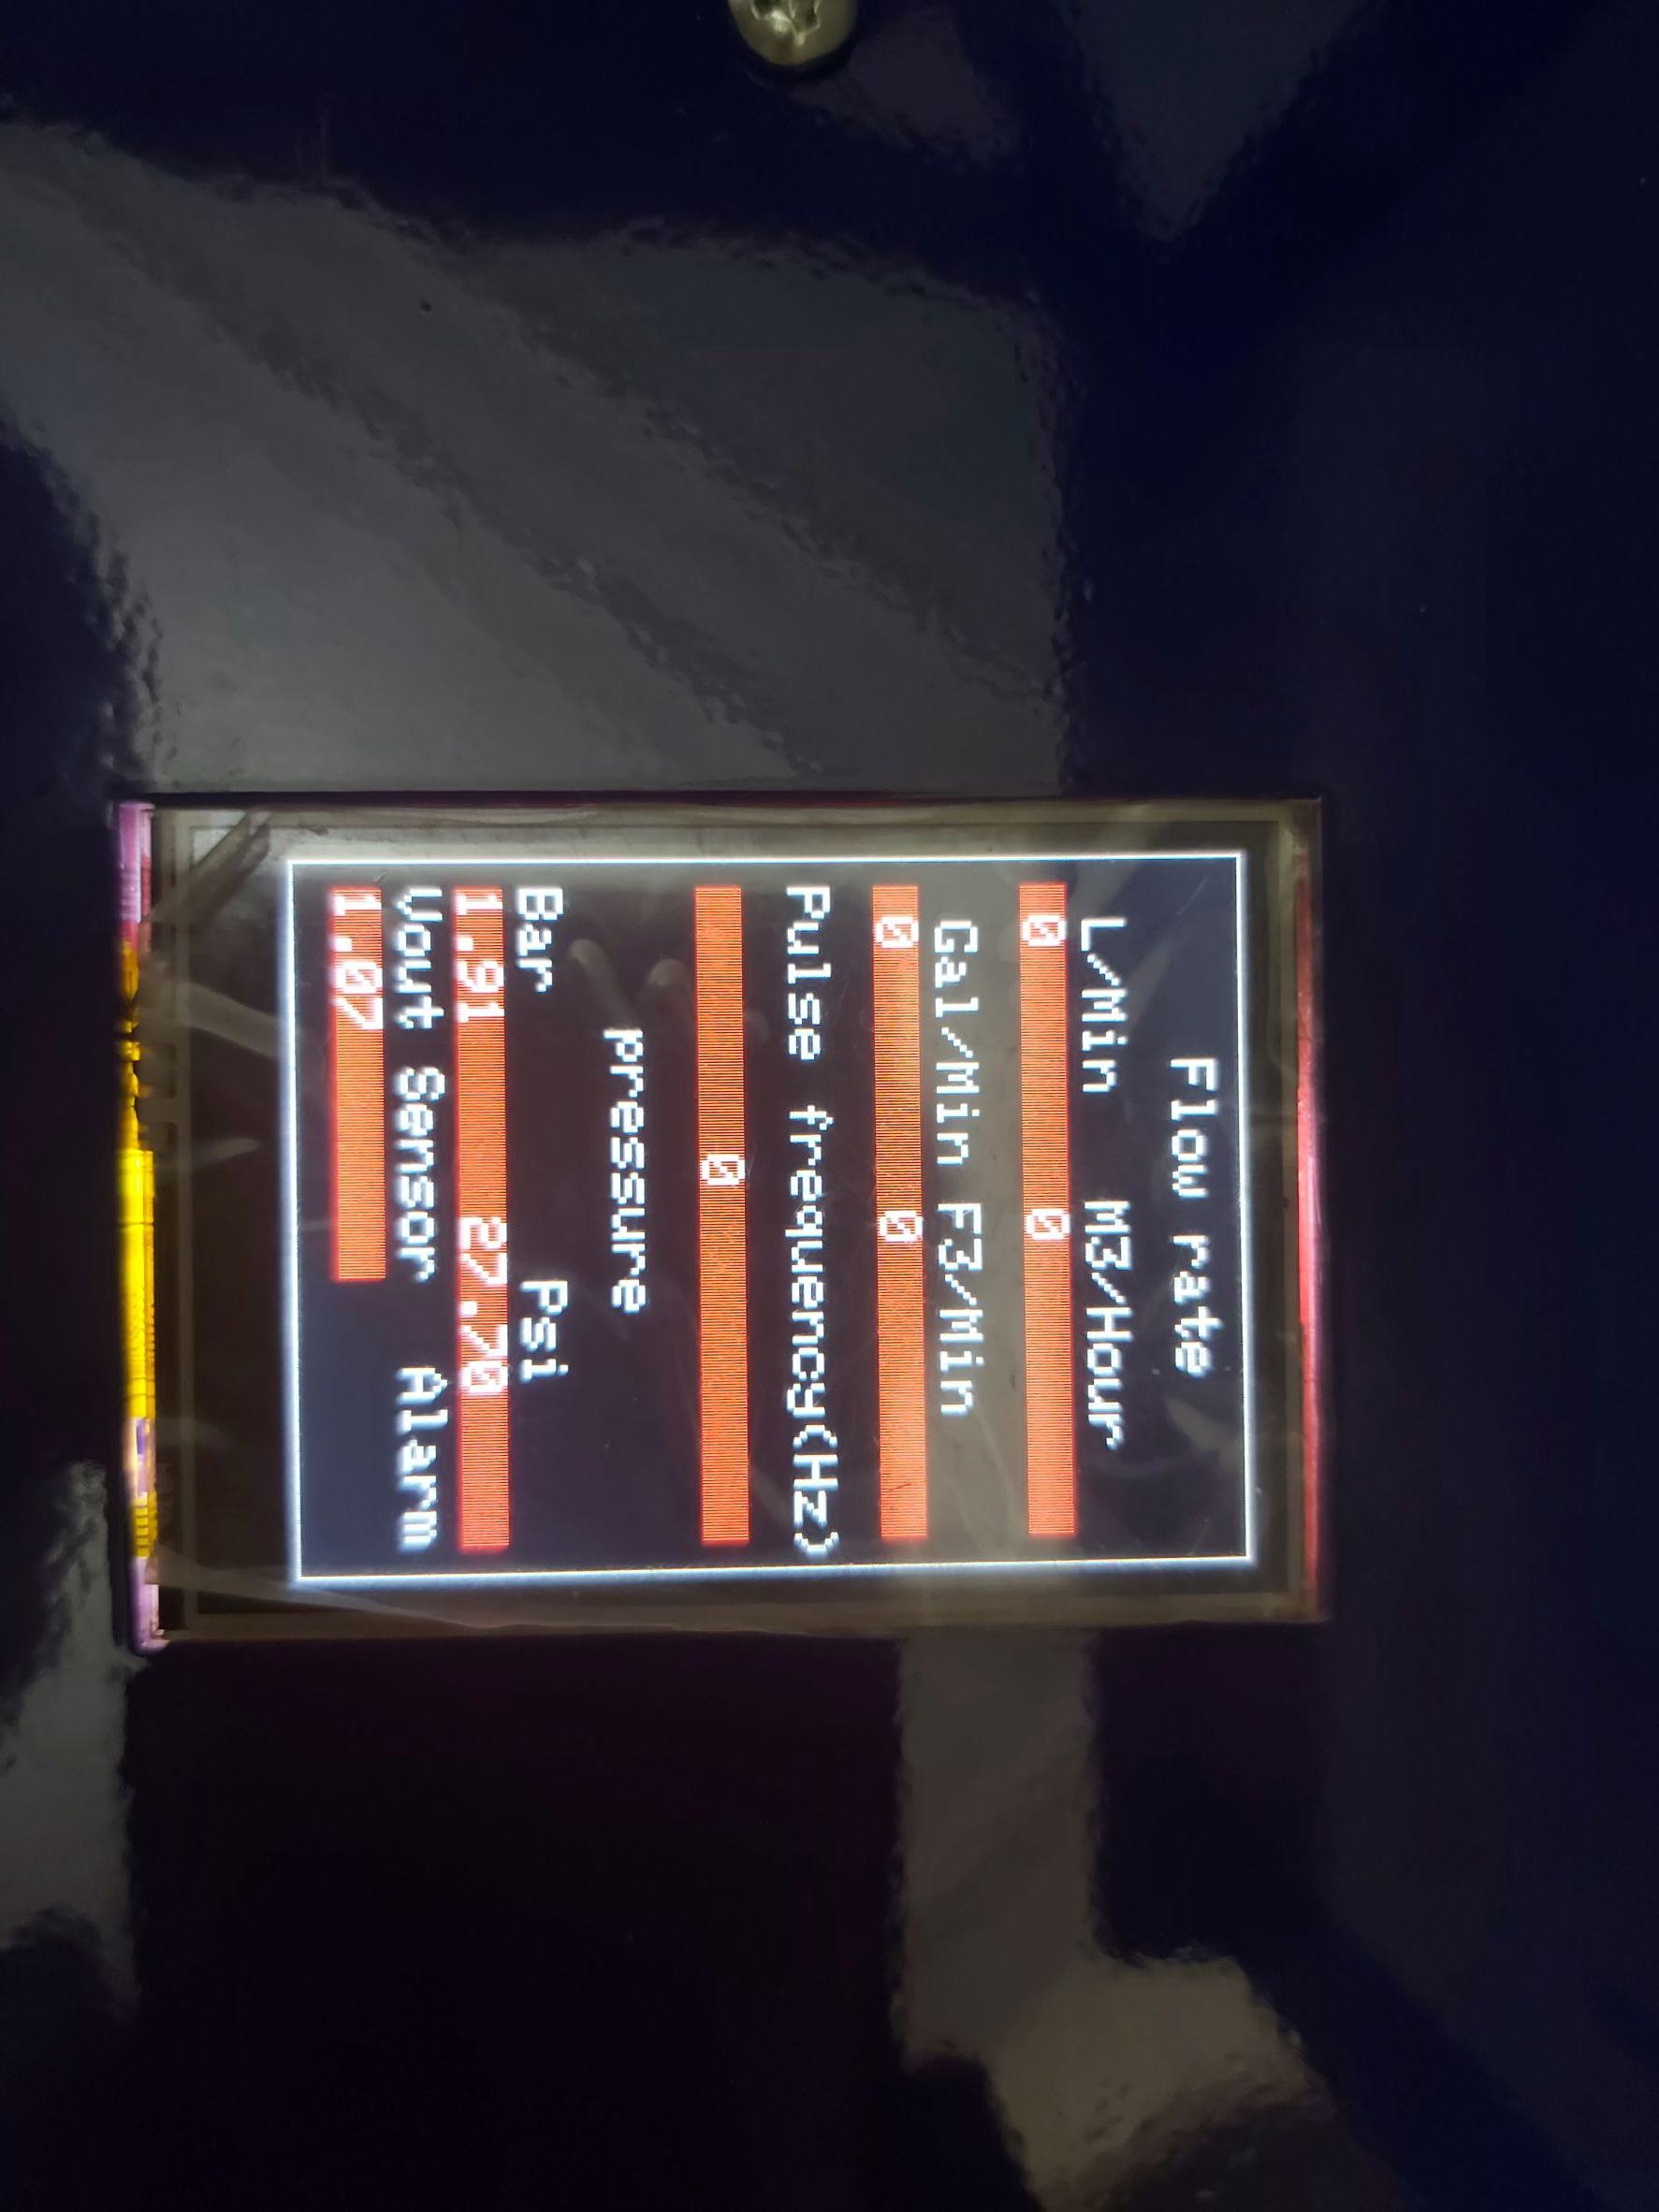 Flow rate
L/Min M3/Hour
0 0
Gal/Min F3/Min
0 0
Pulse frequency(Hz)
0
pressure
Bar Psi
1.91 27.70
Vout Sensor Alarm
1.07